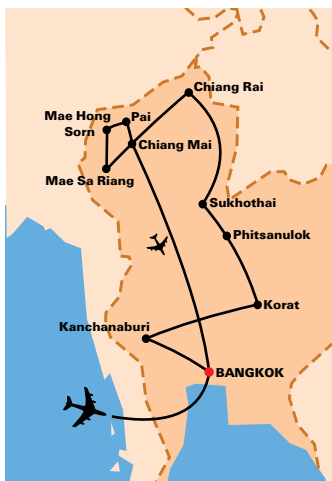 Chiang Rai
Mae Hong
Sorn
Pai
Chiang Mai
Mae Sa Riang
Sukhothai
Phitsanulok
Korat
Kanchanaburi
BANGKOK